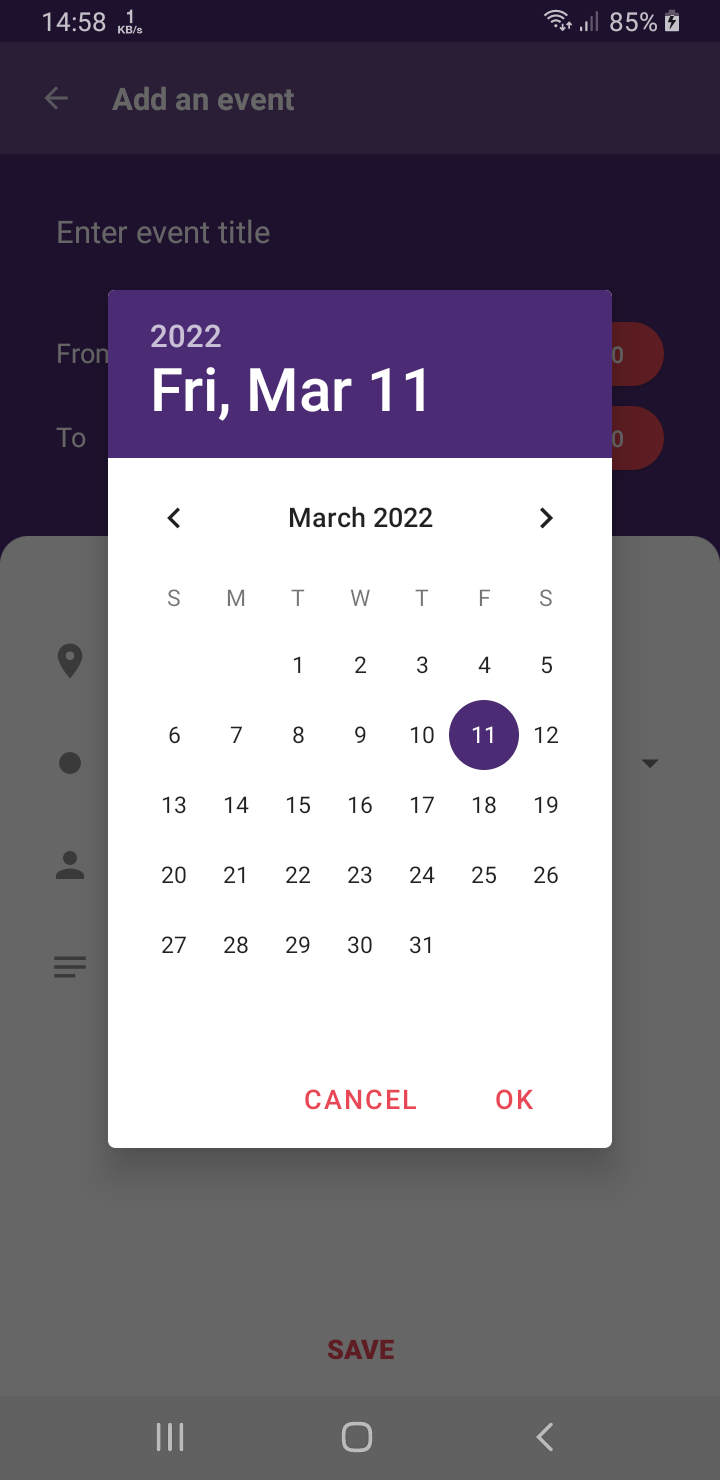 14:58 1 KB/s 85%
Add an event
Enter event title
2022
Fri, Mar 11
From
To
0
0
March 2022
S M T W T F S
1 2 3 4 5
6 7 8 9 10 11 12
13 14 15 16 17 18 19
20 21 22 23 24 25 26
27 28 29 30 31
CANCEL OK
SAVE